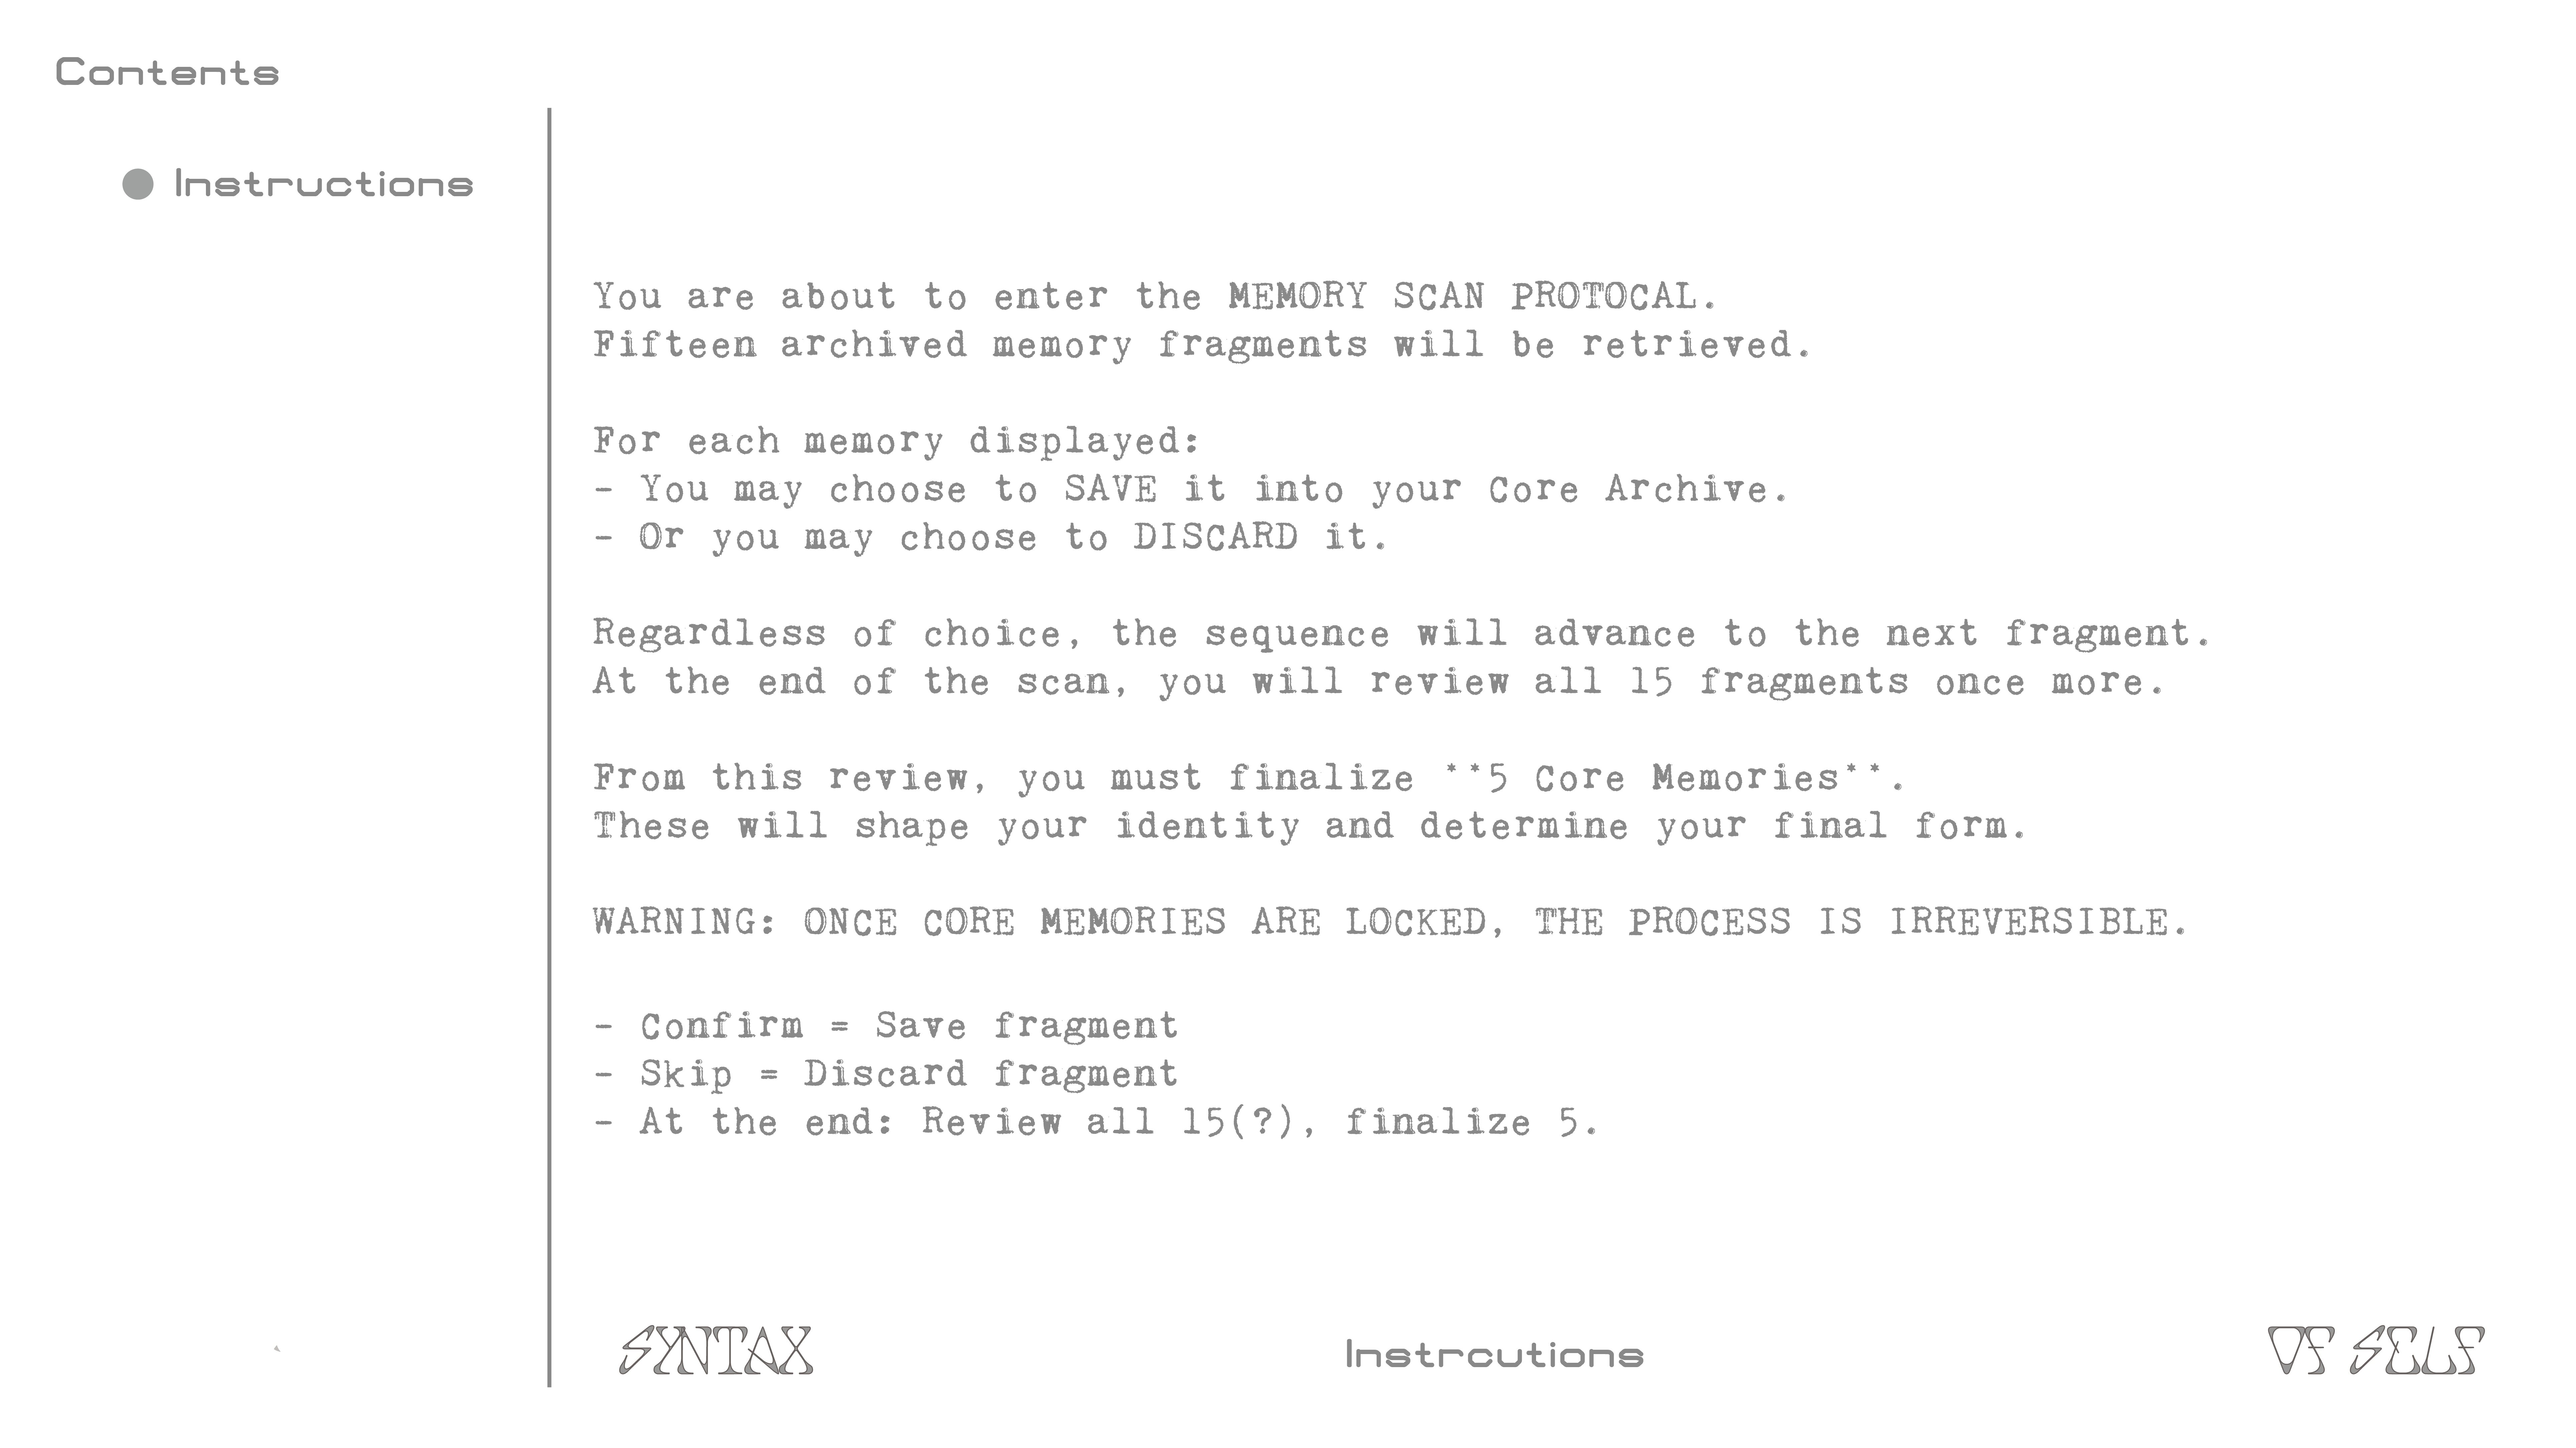 Contents
Instructions
You are about to enter the MEMORY SCAN PROTOCAL.
Fifteen archived memory fragments will be retrieved.
For each memory displayed:
- You may choose to SAVE it into your Core Archive.
- Or you may choose to DISCARD it.
Regardless of choice, the sequence will advance to the next fragment.
At the end of the scan, you will review all 15 fragments once more.
From this review, you must finalize **5 Core Memories**.
These will shape your identity and determine your final form.
WARNING: ONCE CORE MEMORIES ARE LOCKED, THE PROCESS IS IRREVERSIBLE.
- Confirm = Save fragment
- Skip = Discard fragment
- At the end: Review all 15(?), finalize 5.
SYNTAX
Instrcutions
OF SELF